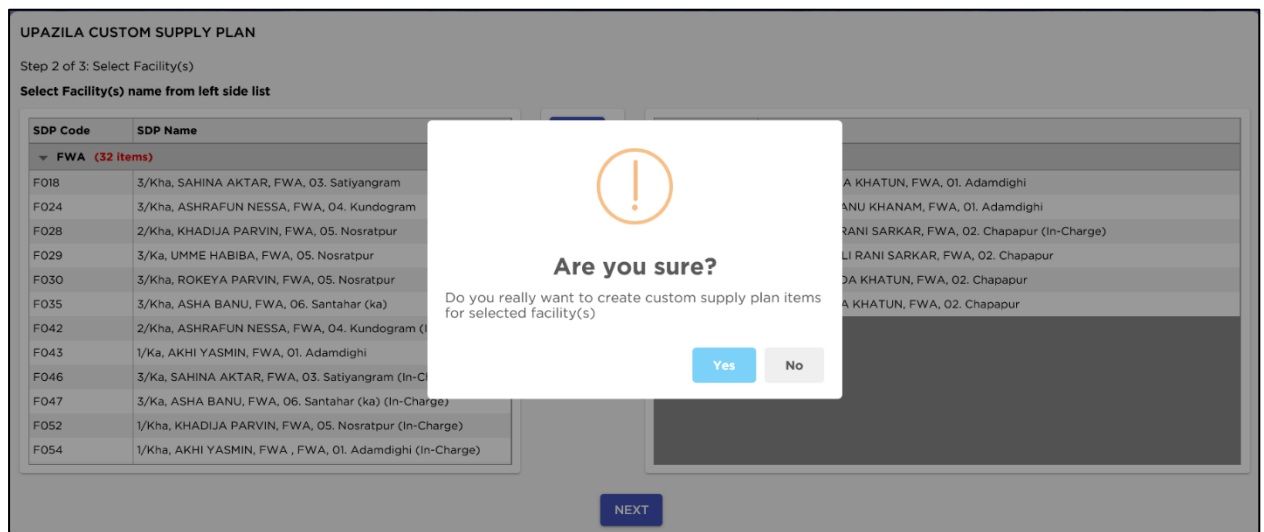 UPAZILA CUSTOM SUPPLY PLAN
Step 2 of 3: Select Facility(s)
Select Facility(s) name from left side list
SDP Code SDP Name
FWA (32 items)
F018 3/Kha, SAHINA AKTAR, FWA, 03. Satiyangram
F024 3/Kha, ASHRAFUN NESSA, FWA, 04. Kundogram
F028 2/Kha, KHADIJA PARVIN, FWA, 05. Nosratpur
F029 3/Ka, UMME HABIBA, FWA, 05. Nosratpur
F030 3/Kha, ROKEYA PARVIN, FWA, 05. Nosratpur
F035 3/Kha, ASHA BANU, FWA, 06. Santahar (ka)
F042 2/Kha, ASHRAFUN NESSA, FWA, 04. Kundogram
F043 1/Ka, AKHI YASMIN, FWA, 01. Adamdighi
F046 3/Ka, SAHINA AKTAR, FWA, 03. Satiyangram
F047 3/Ka, ASHA BANU, FWA, 06. Santahar (ka) (In-Charge)
F052 1/Kha, KHADIJA PARVIN, FWA, 05. Nosratpur (In-Charge)
F054 1/Kha, AKHI YASMIN, FWA , FWA, 01. Adamdighi (In-Charge)
Are you sure?
Do you really want to create custom supply plan items
for selected facility(s)
Yes No
KHATUN, FWA, 01. Adamdighi
KHANAM, FWA, 01. Adamdighi
RANI SARKAR, FWA, 02. Chapapur (In-Charge)
RANI SARKAR, FWA, 02. Chapapur
KHATUN, FWA, 02. Chapapur
KHATUN, FWA, 02. Chapapur
NEXT